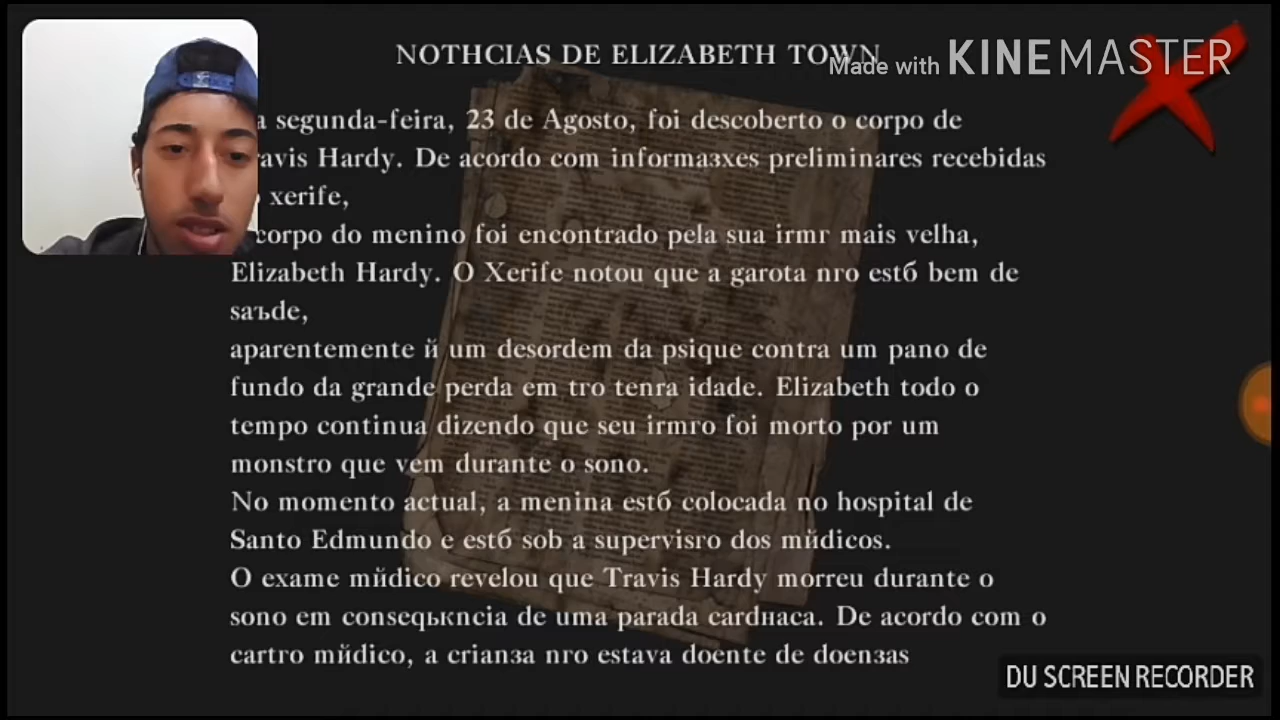 NOTHCIAS DE ELIZABETH TOWN
Made with KINEMASTER
a segunda-feira, 23 de Agosto, foi descoberto o corpo de
ravis Hardy. De acordo com informaзxes preliminares recebidas
xerife,
corpo do menino foi encontrado pela sua irmr mais velha,
Elizabeth Hardy. O Xerife notou que a garota nro estб bem de
saъde,
aparentemente й um desordem da psique contra um pano de
fundo da grande perda em tro tenra idade. Elizabeth todo o
tempo continua dizendo que seu irmro foi morto por um
monstro que vem durante o sono.
No momento actual, a menina estб colocada no hospital de
Santo Edmundo e estб sob a supervisro dos mйdicos.
O exame mйdico revelou que Travis Hardy morreu durante o
sono em conseqькncia de uma parada cardнaca. De acordo com o
cartro mйdico, a crianзa nro estava doente de doenзas
DU SCREEN RECORDER